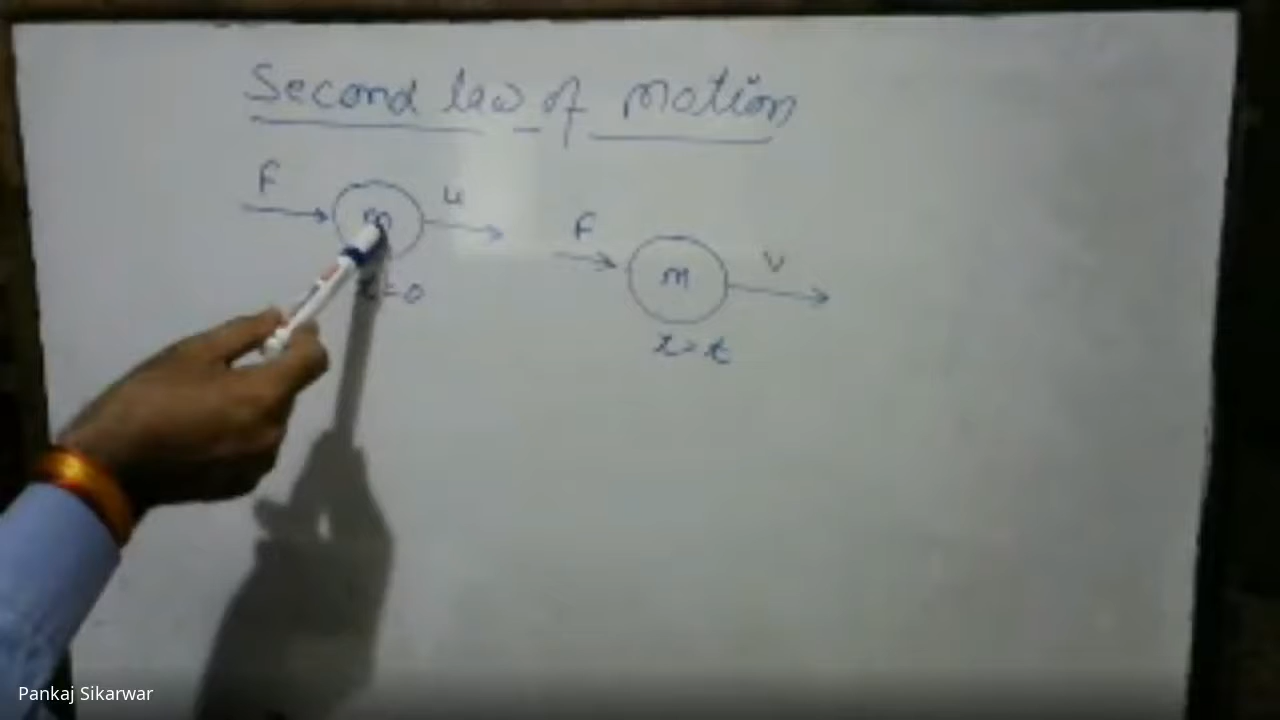 Second law of motion
F m u
F m v
t=0
t=t
Pankaj Sikarwar